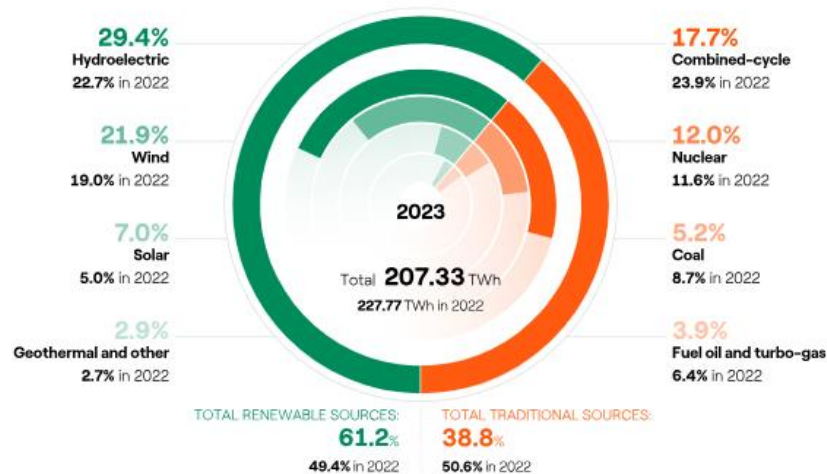 29.4%
Hydroelectric
22.7% in 2022
21.9%
Wind
19.0% in 2022
7.0%
Solar
5.0% in 2022
2.9%
Geothermal and other
2.7% in 2022
2023
Total 207.33 TWh
227.77 TWh in 2022
17.7%
Combined-cycle
23.9% in 2022
12.0%
Nuclear
11.6% in 2022
5.2%
Coal
8.7% in 2022
3.9%
Fuel oil and turbo-gas
6.4% in 2022
TOTAL RENEWABLE SOURCES:
61.2%
49.4% in 2022
TOTAL TRADITIONAL SOURCES:
38.8%
50.6% in 2022